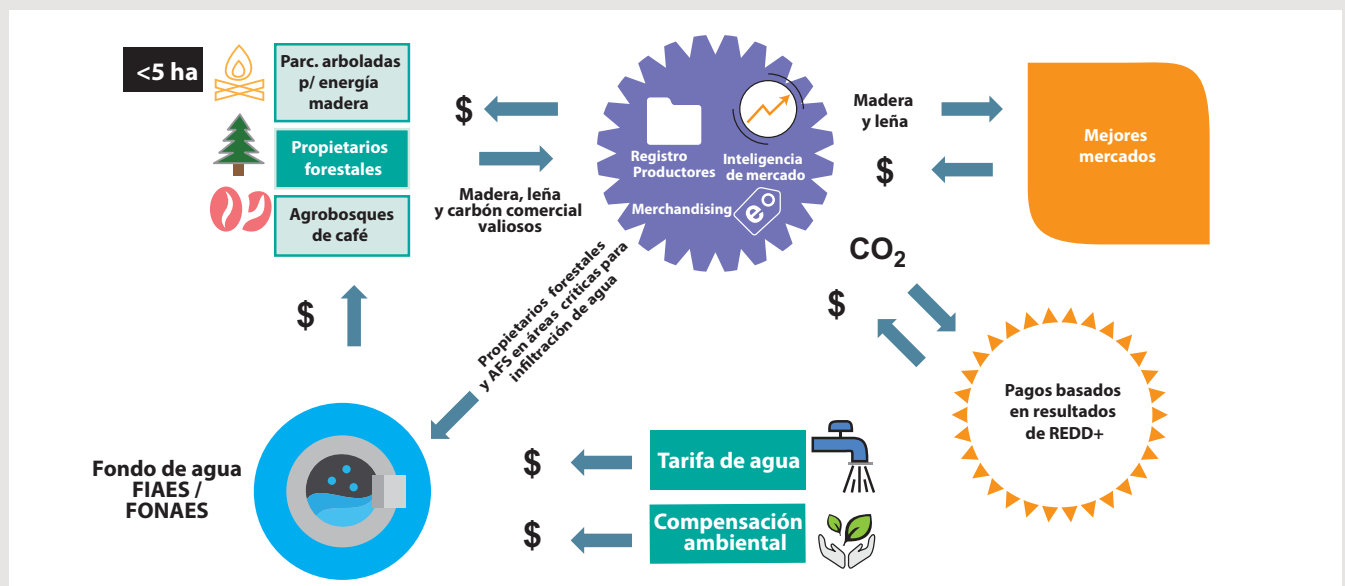 <5 ha
Parc. arboladas
p/ energía
madera
Propietarios
forestales
Agrobosques
de café
$
Madera, leña
y carbón comercial
valiosos
Registro
Productores
Inteligencia
de mercado
Merchandising
Madera
y leña
$
Mejores
mercados
CO₂
$
Pagos basados
en resultados
de REDD+
Propietarios forestales
y AFS en áreas críticas para
infiltración de agua
$
Fondo de agua
FIAES /
FONAES
$
Tarifa de agua
$
Compensación
ambiental